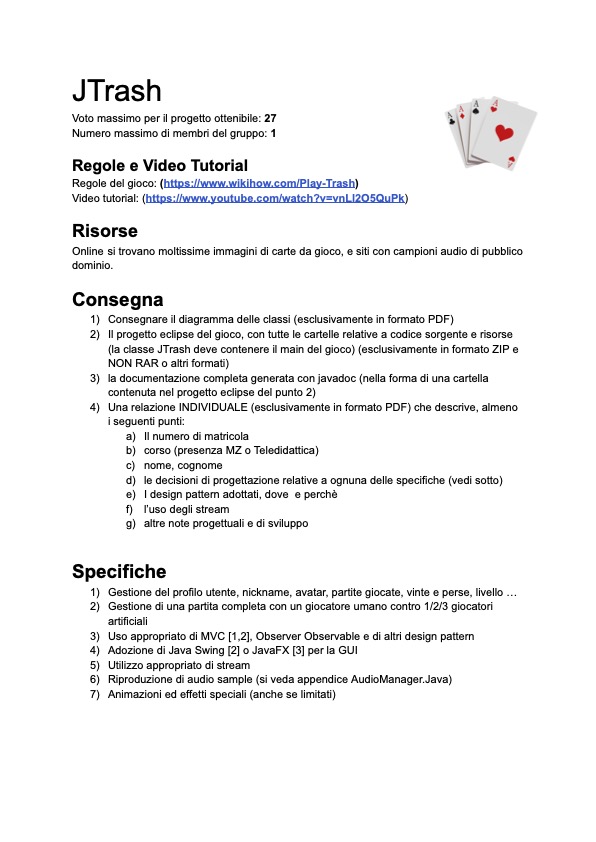 JTrash
Voto massimo per il progetto ottenibile: 27
Numero massimo di membri del gruppo: 1
Regole e Video Tutorial
Regole del gioco: (https://www.wikihow.com/Play-Trash)
Video tutorial: (https://www.youtube.com/watch?v=vnLI2O5QuPk)
Risorse
Online si trovano moltissime immagini di carte da gioco, e siti con campioni audio di pubblico
dominio.
Consegna
1) Consegnare il diagramma delle classi (esclusivamente in formato PDF)
2) Il progetto eclipse del gioco, con tutte le cartelle relative a codice sorgente e risorse
(la classe JTrash deve contenere il main del gioco) (esclusivamente in formato ZIP e
NON RAR o altri formati)
3) la documentazione completa generata con javadoc (nella forma di una cartella
contenuta nel progetto eclipse del punto 2)
4) Una relazione INDIVIDUALE (esclusivamente in formato PDF) che descrive, almeno
i seguenti punti:
a) Il numero di matricola
b) corso (presenza MZ o Teledidattica)
c) nome, cognome
d) le decisioni di progettazione relative a ognuna delle specifiche (vedi sotto)
e) I design pattern adottati, dove e perchè
f) l'uso degli stream
g) altre note progettuali e di sviluppo
Specifiche
1) Gestione del profilo utente, nickname, avatar, partite giocate, vinte e perse, livello …
2) Gestione di una partita completa con un giocatore umano contro 1/2/3 giocatori
artificiali
3) Uso appropriato di MVC [1,2], Observer Observable e di altri design pattern
4) Adozione di Java Swing [2] o JavaFX [3] per la GUI
5) Utilizzo appropriato di stream
6) Riproduzione di audio sample (si veda appendice AudioManager.Java)
7) Animazioni ed effetti speciali (anche se limitati)